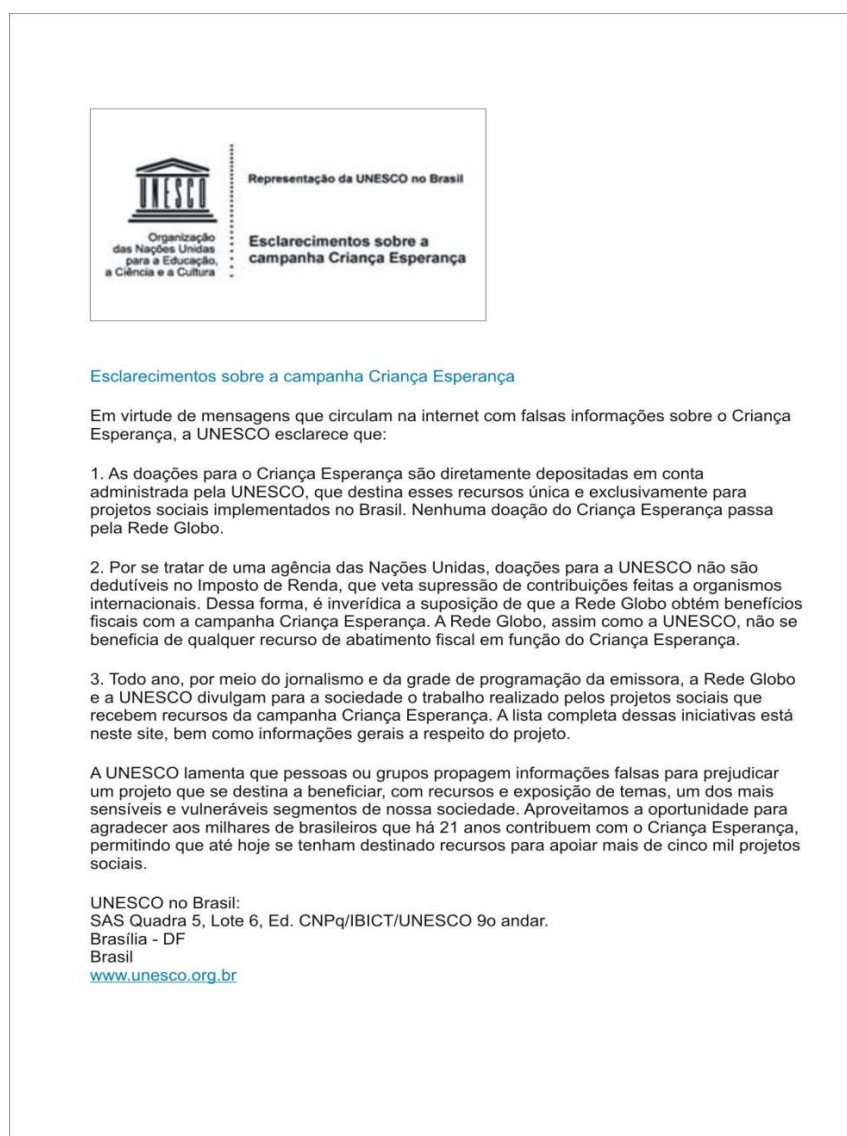 UNESCO
Organização
das Nações Unidas
para a Educação,
a Ciência e a Cultura
Representação da UNESCO no Brasil
Esclarecimentos sobre a
campanha Criança Esperança
Esclarecimentos sobre a campanha Criança Esperança
Em virtude de mensagens que circulam na internet com falsas informações sobre o Criança
Esperança, a UNESCO esclarece que:
1. As doações para o Criança Esperança são diretamente depositadas em conta
administrada pela UNESCO, que destina esses recursos única e exclusivamente para
projetos sociais implementados no Brasil. Nenhuma doação do Criança Esperança passa
pela Rede Globo.
2. Por se tratar de uma agência das Nações Unidas, doações para a UNESCO não são
dedutíveis no Imposto de Renda, que veta supressão de contribuições feitas a organismos
internacionais. Dessa forma, é inverídica a suposição de que a Rede Globo obtém benefícios
fiscais com a campanha Criança Esperança. A Rede Globo, assim como a UNESCO, não se
beneficia de qualquer recurso de abatimento fiscal em função do Criança Esperança.
3. Todo ano, por meio do jornalismo e da grade de programação da emissora, a Rede Globo
e a UNESCO divulgam para a sociedade o trabalho realizado pelos projetos sociais que
recebem recursos da campanha Criança Esperança. A lista completa dessas iniciativas está
neste site, bem como informações gerais a respeito do projeto.
A UNESCO lamenta que pessoas ou grupos propagem informações falsas para prejudicar
um projeto que se destina a beneficiar, com recursos e exposição de temas, um dos mais
sensíveis e vulneráveis segmentos de nossa sociedade. Aproveitamos a oportunidade para
agradecer aos milhares de brasileiros que há 21 anos contribuem com o Criança Esperança,
permitindo que até hoje se tenham destinado recursos para apoiar mais de cinco mil projetos
sociais.
UNESCO no Brasil:
SAS Quadra 5, Lote 6, Ed. CNPq/IBICT/UNESCO 9o andar.
Brasília - DF
Brasil
www.unesco.org.br